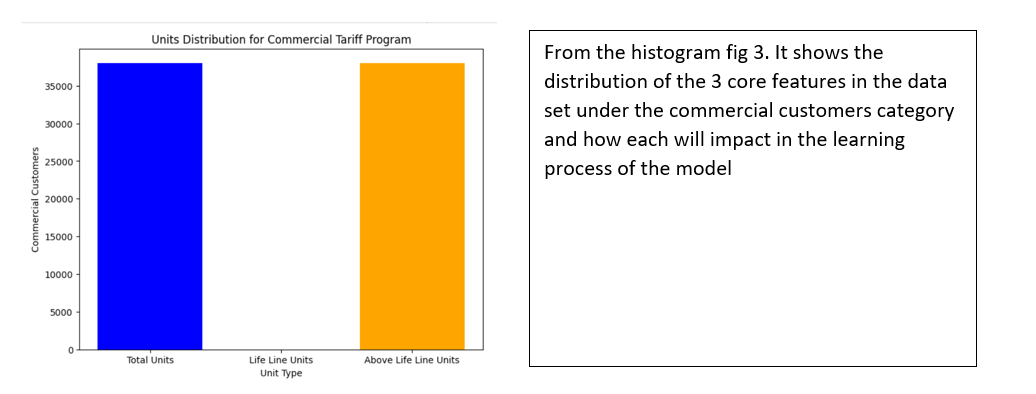 Units Distribution for Commercial Tariff Program
Commercial Customers
35000
30000
25000
20000
15000
10000
5000
0
Total Units
Life Line Units
Above Life Line Units
Unit Type
From the histogram fig 3. It shows the
distribution of the 3 core features in the data
set under the commercial customers category
and how each will impact in the learning
process of the model